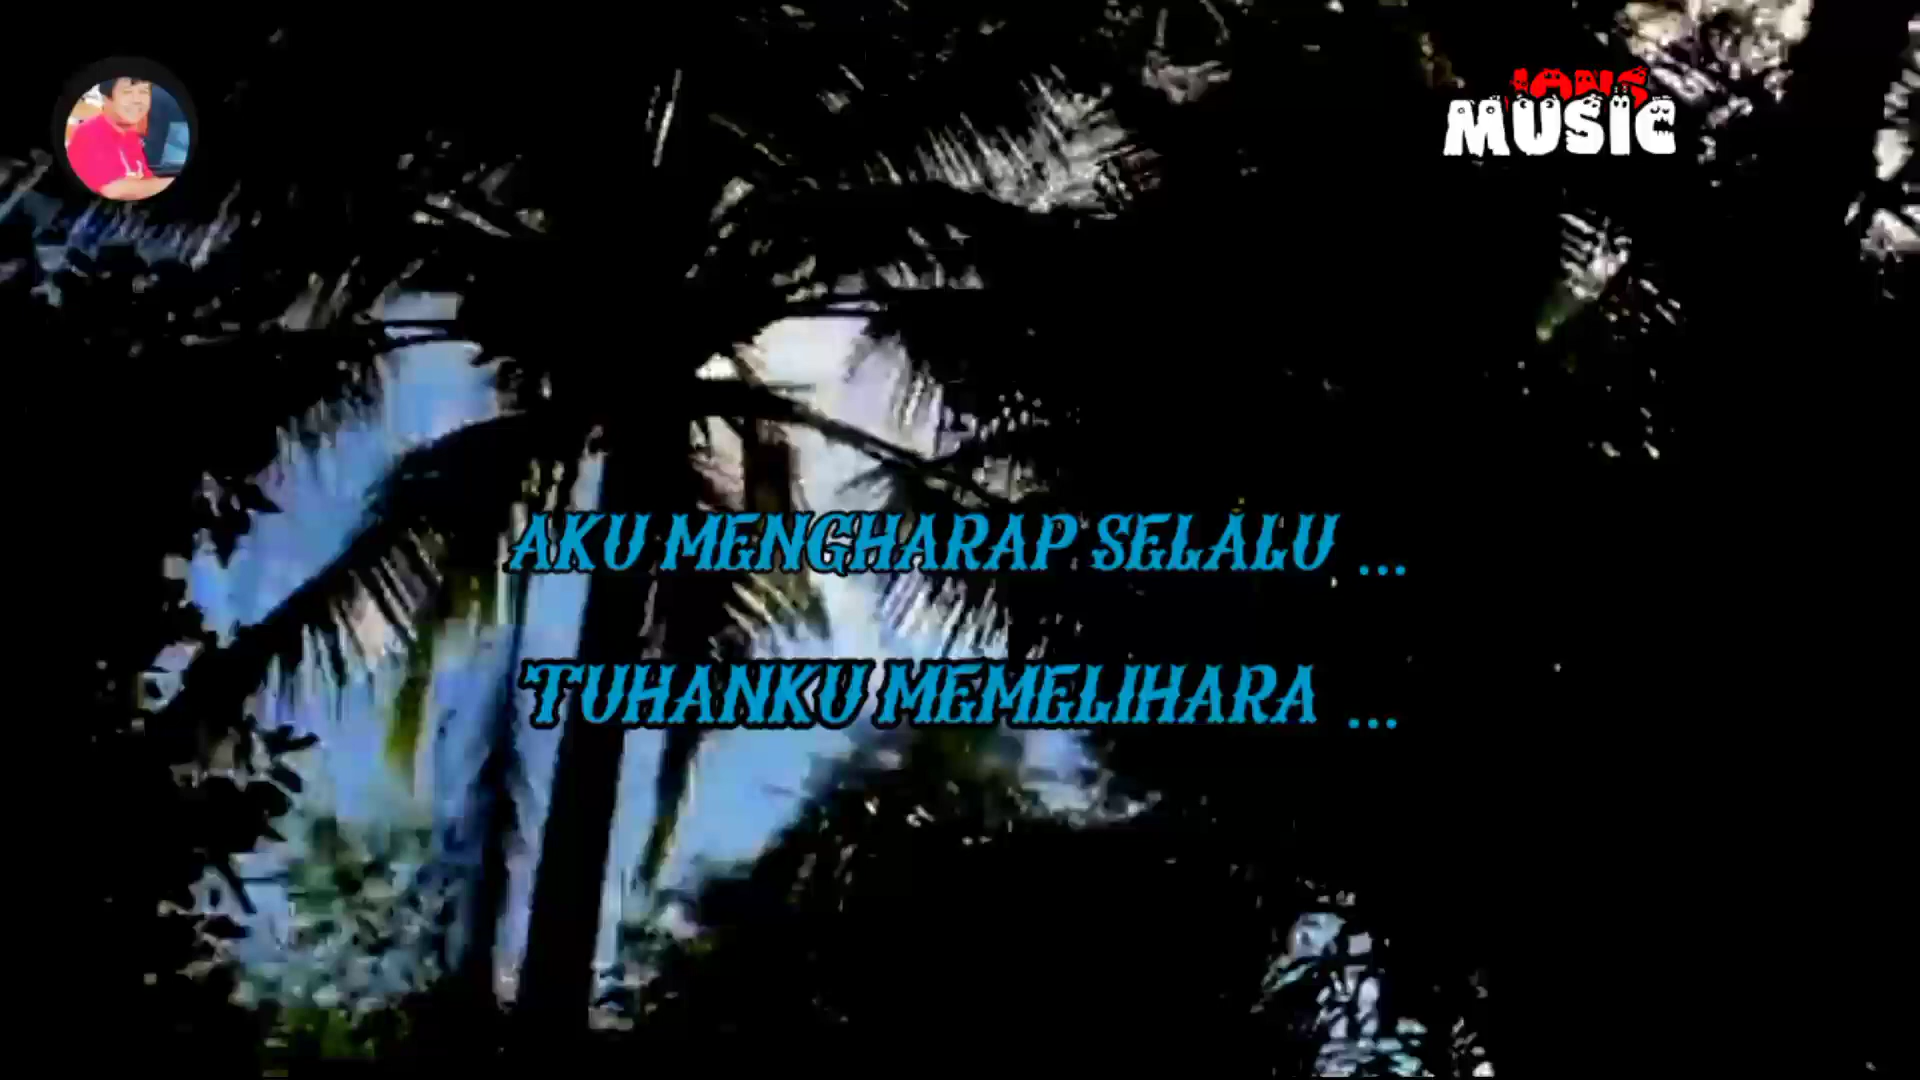 MUSIC
AKU MENGHARAP SELALU ...
TUHANKU MEMELIHARA ...